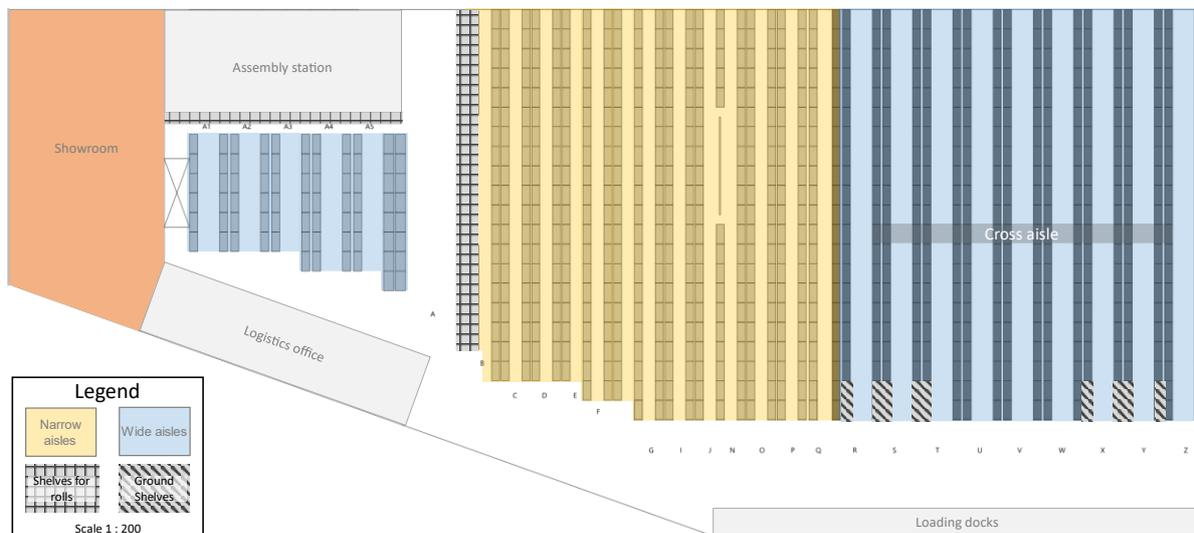 Assembly station
A1 A2 A3 A4 A5
Showroom
Cross aisle
A
Logistics office
B
C D E
F
G I J N O P Q R S T U V W X Y Z
Legend
Narrow
aisles
Wide aisles
Shelves for
rolls
Ground
Shelves
Scale 1 : 200
Loading docks